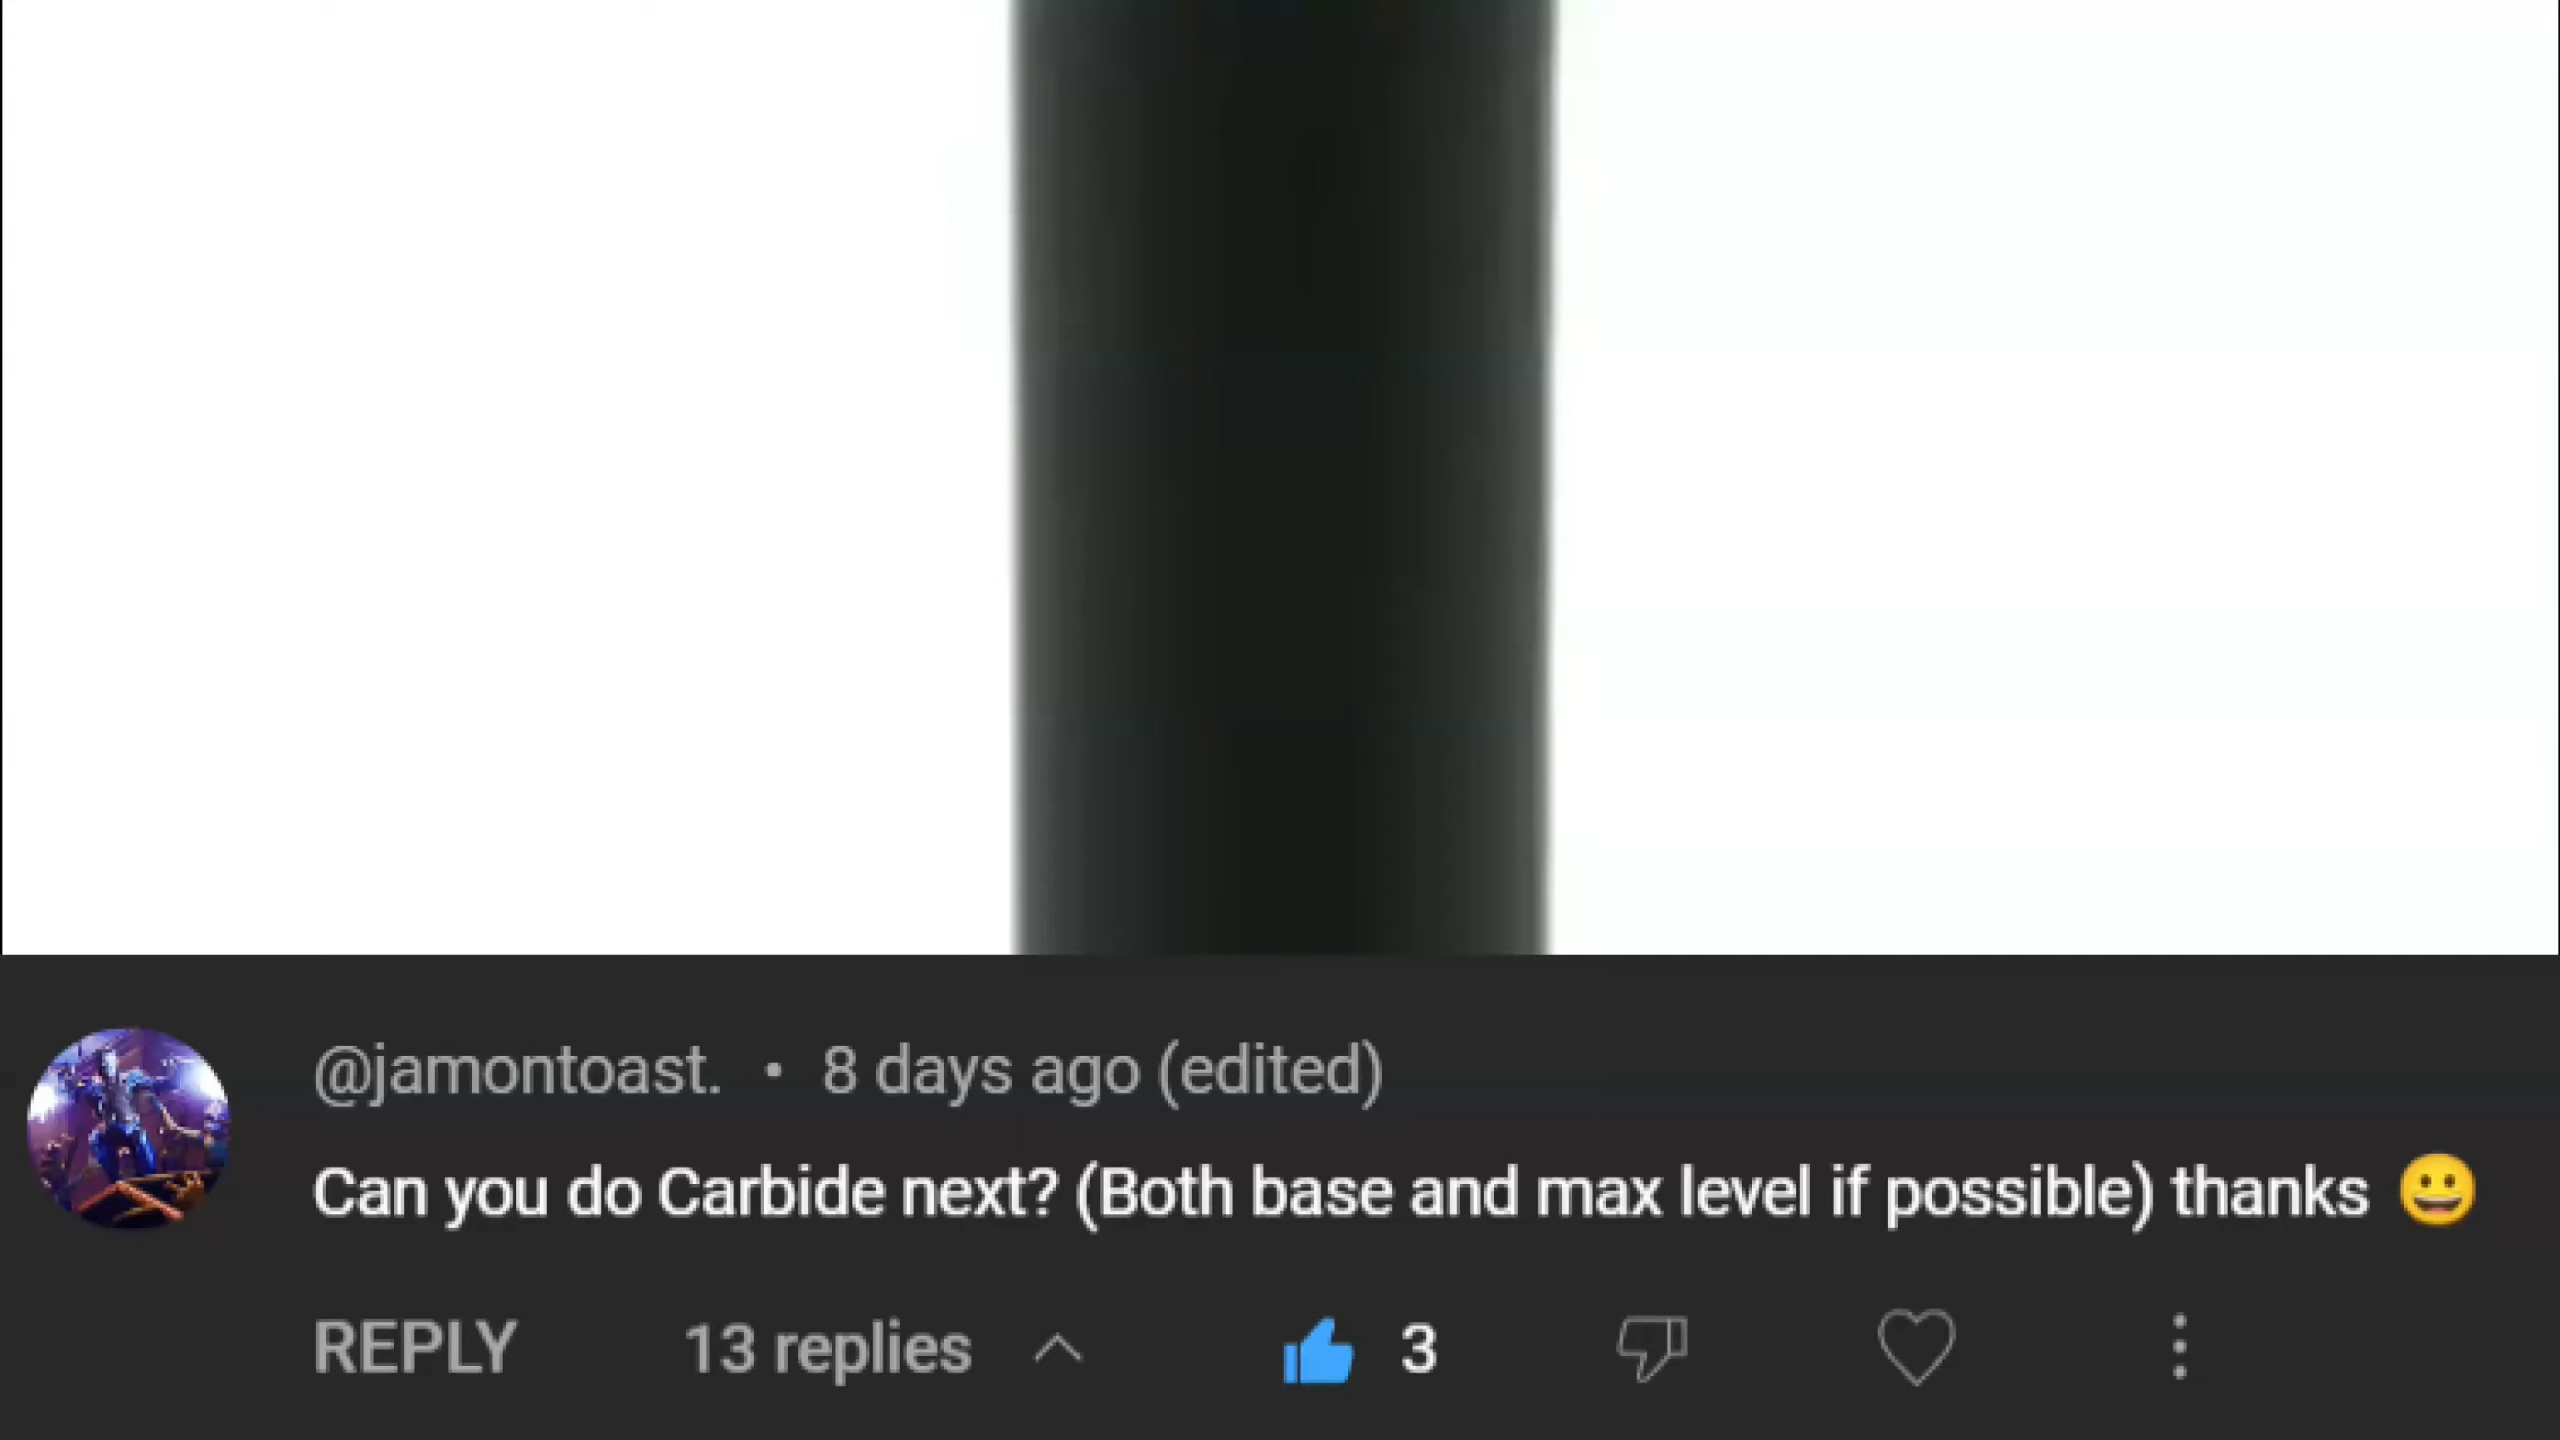 @jamontoast. • 8 days ago (edited)
Can you do Carbide next? (Both base and max level if possible) thanks 😀
REPLY 13 replies 3